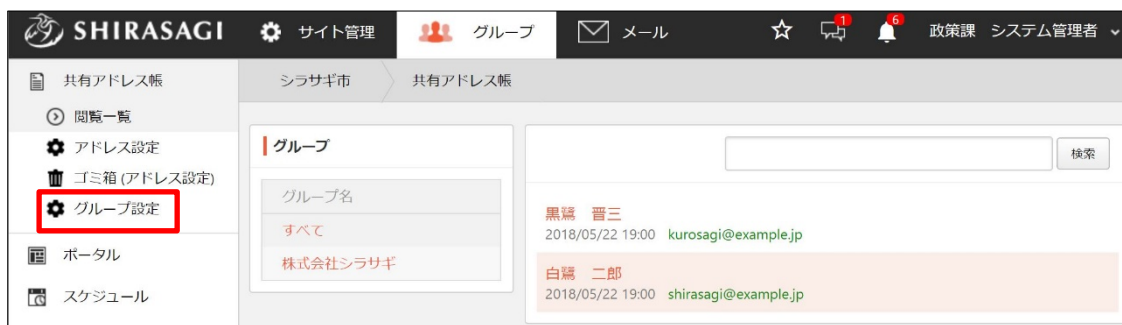 SHIRASAGI サイト管理 グループ メール 1 6 政策課 システム管理者
共有アドレス帳
閲覧一覧
アドレス設定
ゴミ箱 (アドレス設定)
グループ設定
ポータル
スケジュール
シラサギ市 共有アドレス帳
グループ
グループ名
すべて
株式会社シラサギ
検索
黒鷺 晋三
2018/05/22 19:00 kurosagi@example.jp
白鷺 二郎
2018/05/22 19:00 shirasagi@example.jp